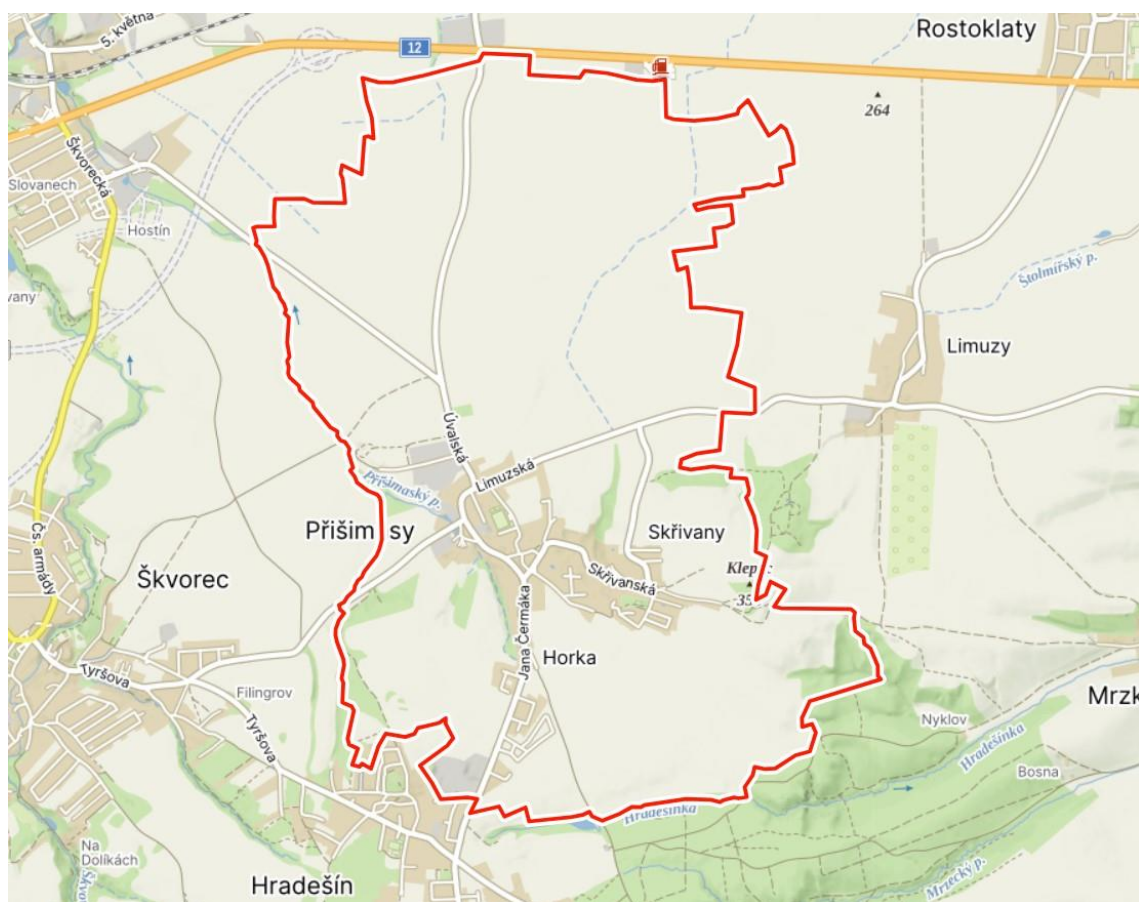 5. května
12
Rostoklaty
264
Škvorecká
Slovanech
Hostín
Štolmířský p.
Limuzy
Úvalská
Limuzská
Přišimaský p.
Přišim sy
Skřivany
Čs. armády
Škvorec
Skřivanská
Klep
35
Jana Čermáka
Horka
Tyršova
Filingrov
Tyršova
Mrzk
Nyklov
Hradešínka
Bosna
Hradešínka
Na
Dolíkách
Hradešín
Mrzecký p.